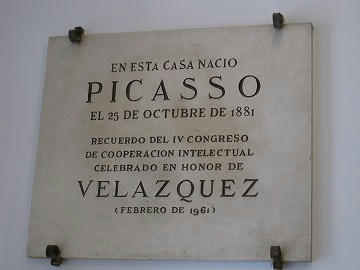 EN ESTA CASA NACIO
PICASSO
EL 25 DE OCTUBRE DE 1881
RECUERDO DEL IV CONGRESO
DE COOPERACION INTELECTUAL
CELEBRADO EN HONOR DE
VELAZQUEZ
(FEBRERO DE 1961)